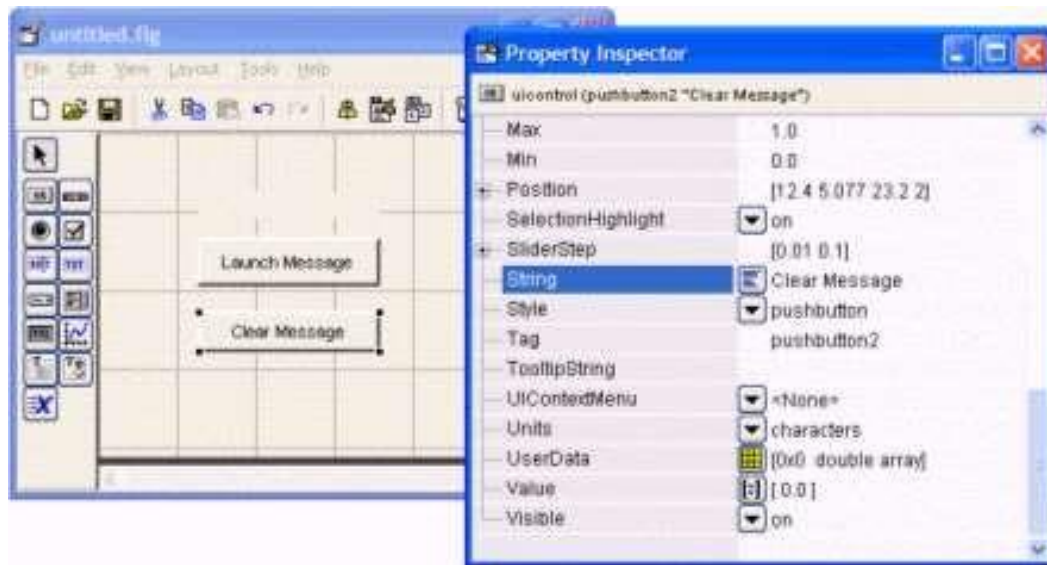 untitled.fig
File Edit View Layout Tools Help
Launch Message
Clear Message
Property Inspector
uicontrol (pushbutton2 "Clear Message")
Max 1.0
Min 0.0
Position [12.4 5.077 23.2 2]
SelectionHighlight on
SliderStep [0.01 0.1]
String Clear Message
Style pushbutton
Tag pushbutton2
TooltipString
UIContextMenu <None>
Units characters
UserData [0x0 double array]
Value [ 0.0 ]
Visible on